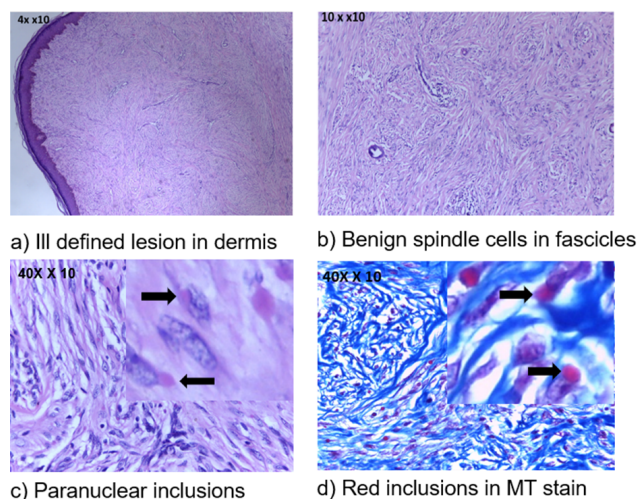 4x x10
10 x x10
a) Ill defined lesion in dermis
b) Benign spindle cells in fascicles
40X X 10
40X X 10
c) Paranuclear inclusions
d) Red inclusions in MT stain